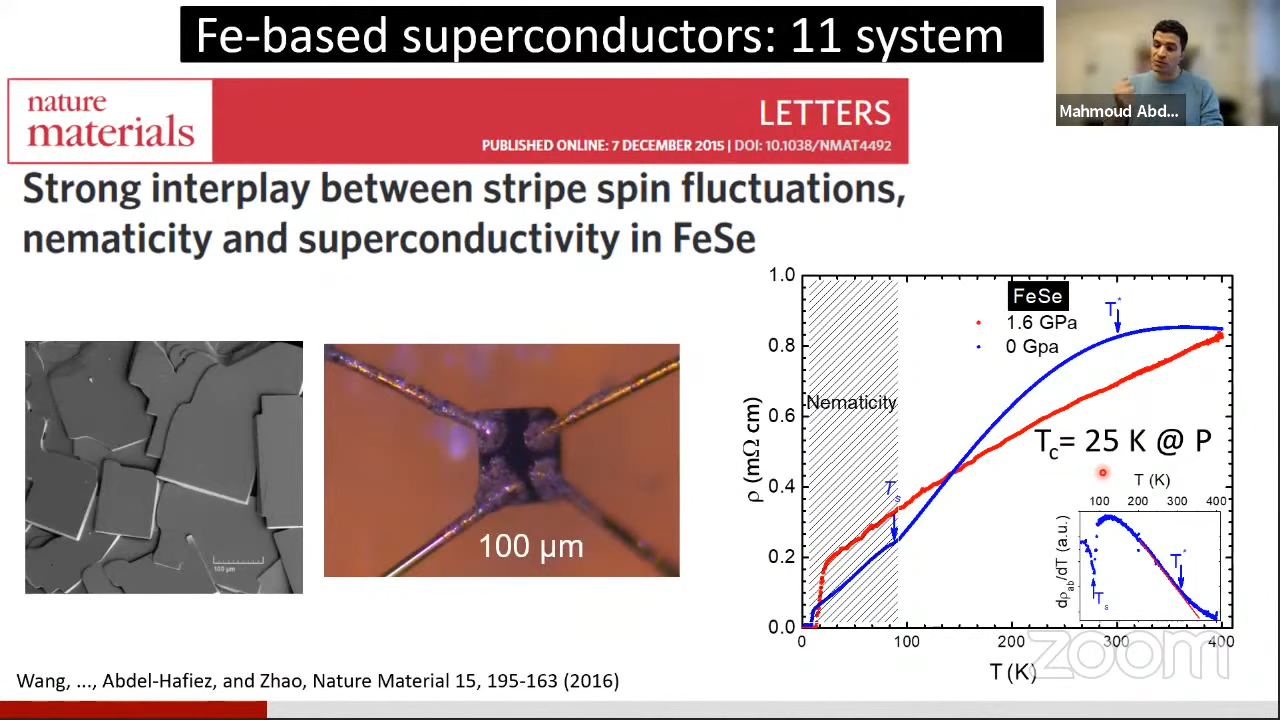 Fe-based superconductors: 11 system
Mahmoud Abd...
nature
materials
LETTERS
PUBLISHED ONLINE: 7 DECEMBER 2015 | DOI: 10.1038/NMAT4492
Strong interplay between stripe spin fluctuations,
nematicity and superconductivity in FeSe
100 μm
100 μm
1.0
0.8
0.6
0.4
0.2
0.0
ρ (mΩ cm)
0
100
200
300
400
T (K)
FeSe
1.6 GPa
0 Gpa
T*
Nematicity
Ts
Tc= 25 K @ P
T (K)
100
200
300
400
dρab/dT (a.u.)
T*
Ts
zoom
Wang, ..., Abdel-Hafiez, and Zhao, Nature Material 15, 195-163 (2016)